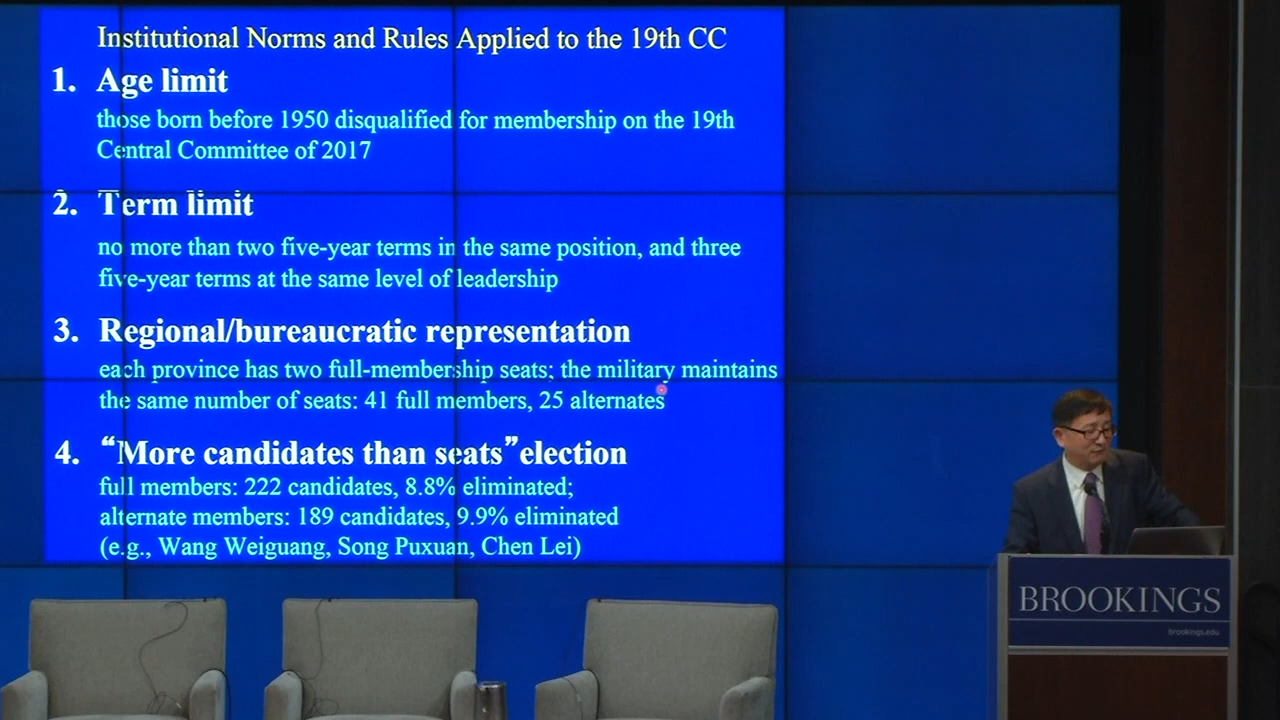 Institutional Norms and Rules Applied to the 19th CC
1. Age limit
those born before 1950 disqualified for membership on the 19th
Central Committee of 2017
2. Term limit
no more than two five-year terms in the same position, and three
five-year terms at the same level of leadership
3. Regional/bureaucratic representation
each province has two full-membership seats; the military maintains
the same number of seats: 41 full members, 25 alternates
4. “More candidates than seats”election
full members: 222 candidates, 8.8% eliminated;
alternate members: 189 candidates, 9.9% eliminated
(e.g., Wang Weiguang, Song Puxuan, Chen Lei)
BROOKINGS
brookings.edu